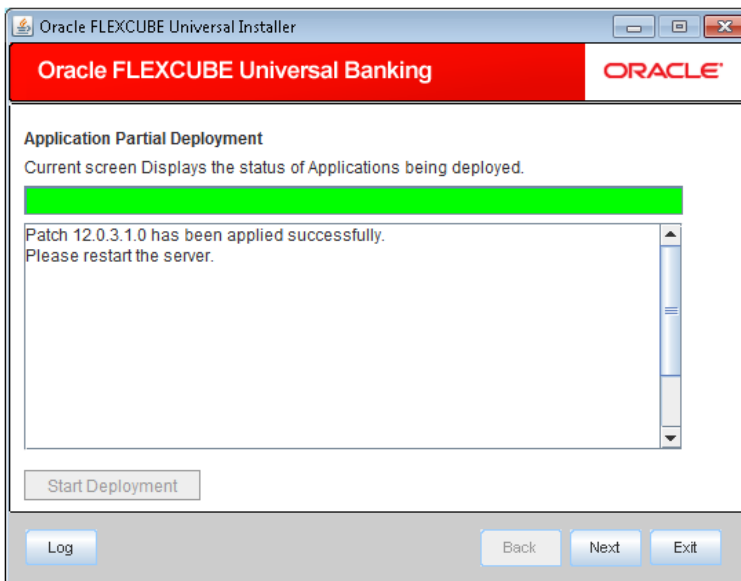 Oracle FLEXCUBE Universal Installer
Oracle FLEXCUBE Universal Banking
ORACLE
Application Partial Deployment
Current screen Displays the status of Applications being deployed.
Patch 12.0.3.1.0 has been applied successfully.
Please restart the server.
Start Deployment
Log
Back
Next
Exit